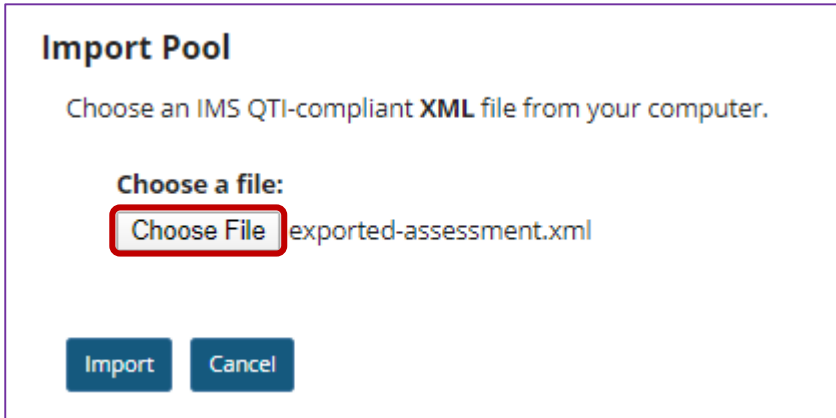 Import Pool
Choose an IMS QTI-compliant XML file from your computer.
Choose a file:
Choose File exported-assessment.xml
Import Cancel